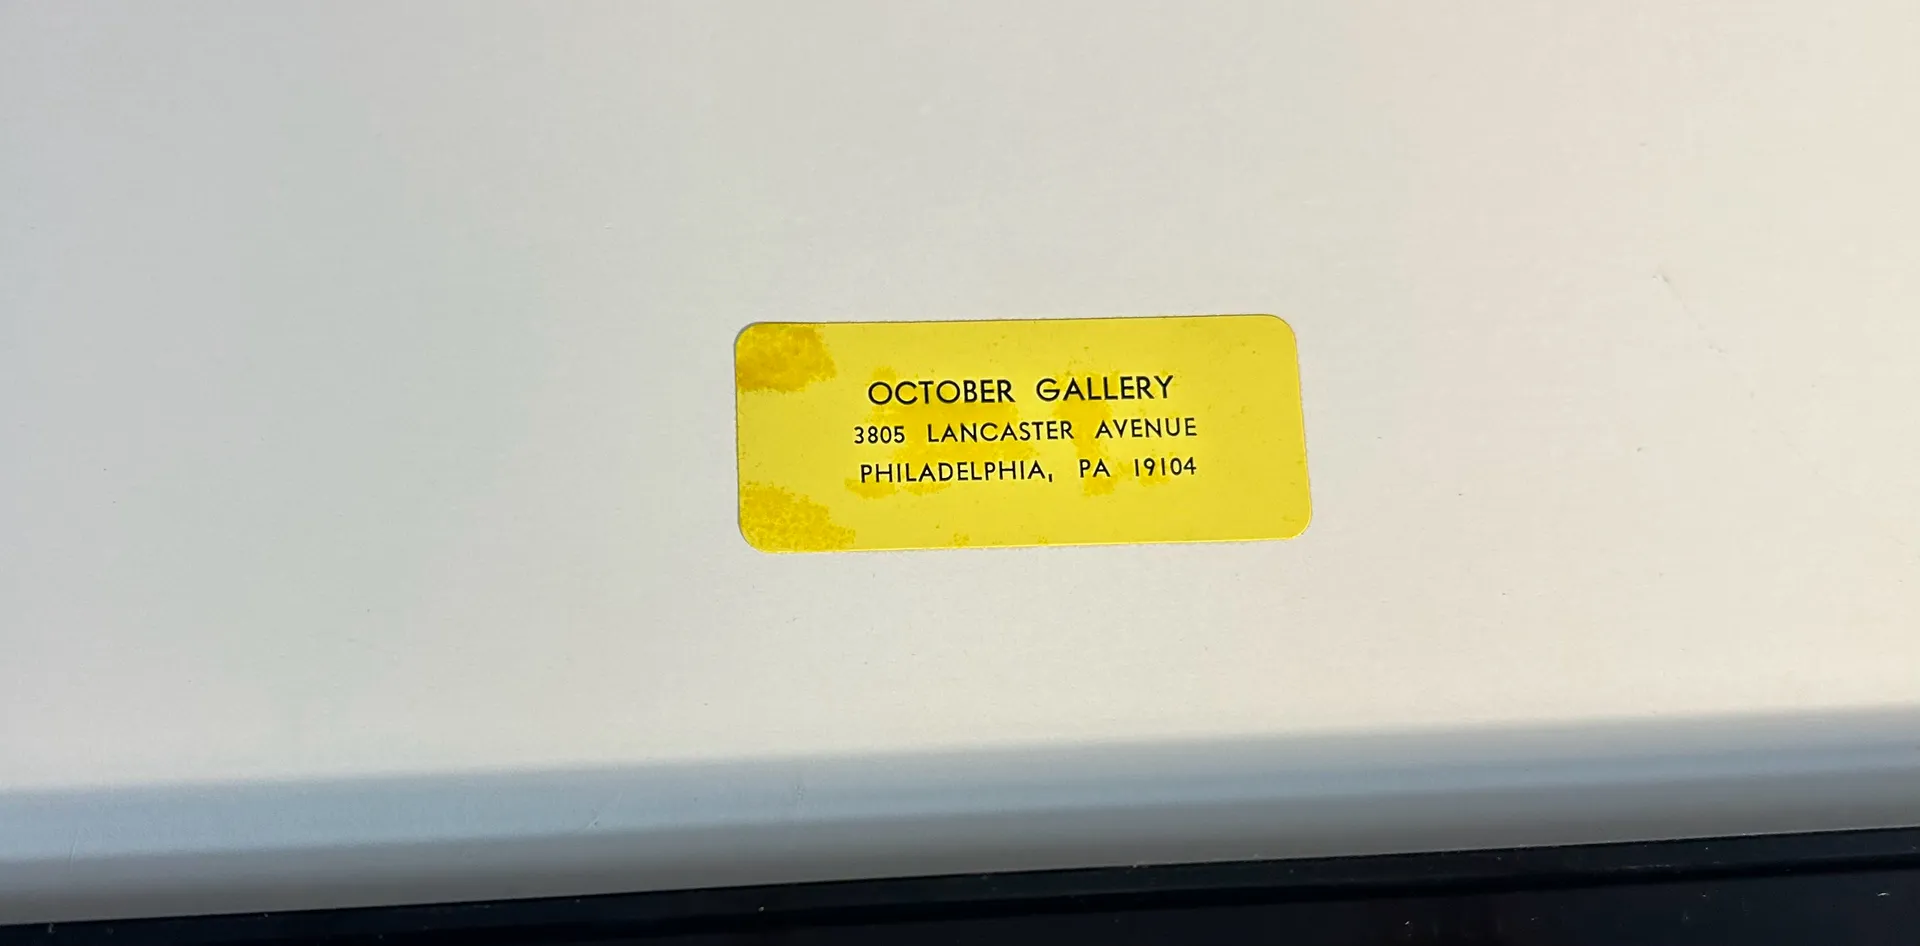 OCTOBER GALLERY
3805 LANCASTER AVENUE
PHILADELPHIA, PA 19104